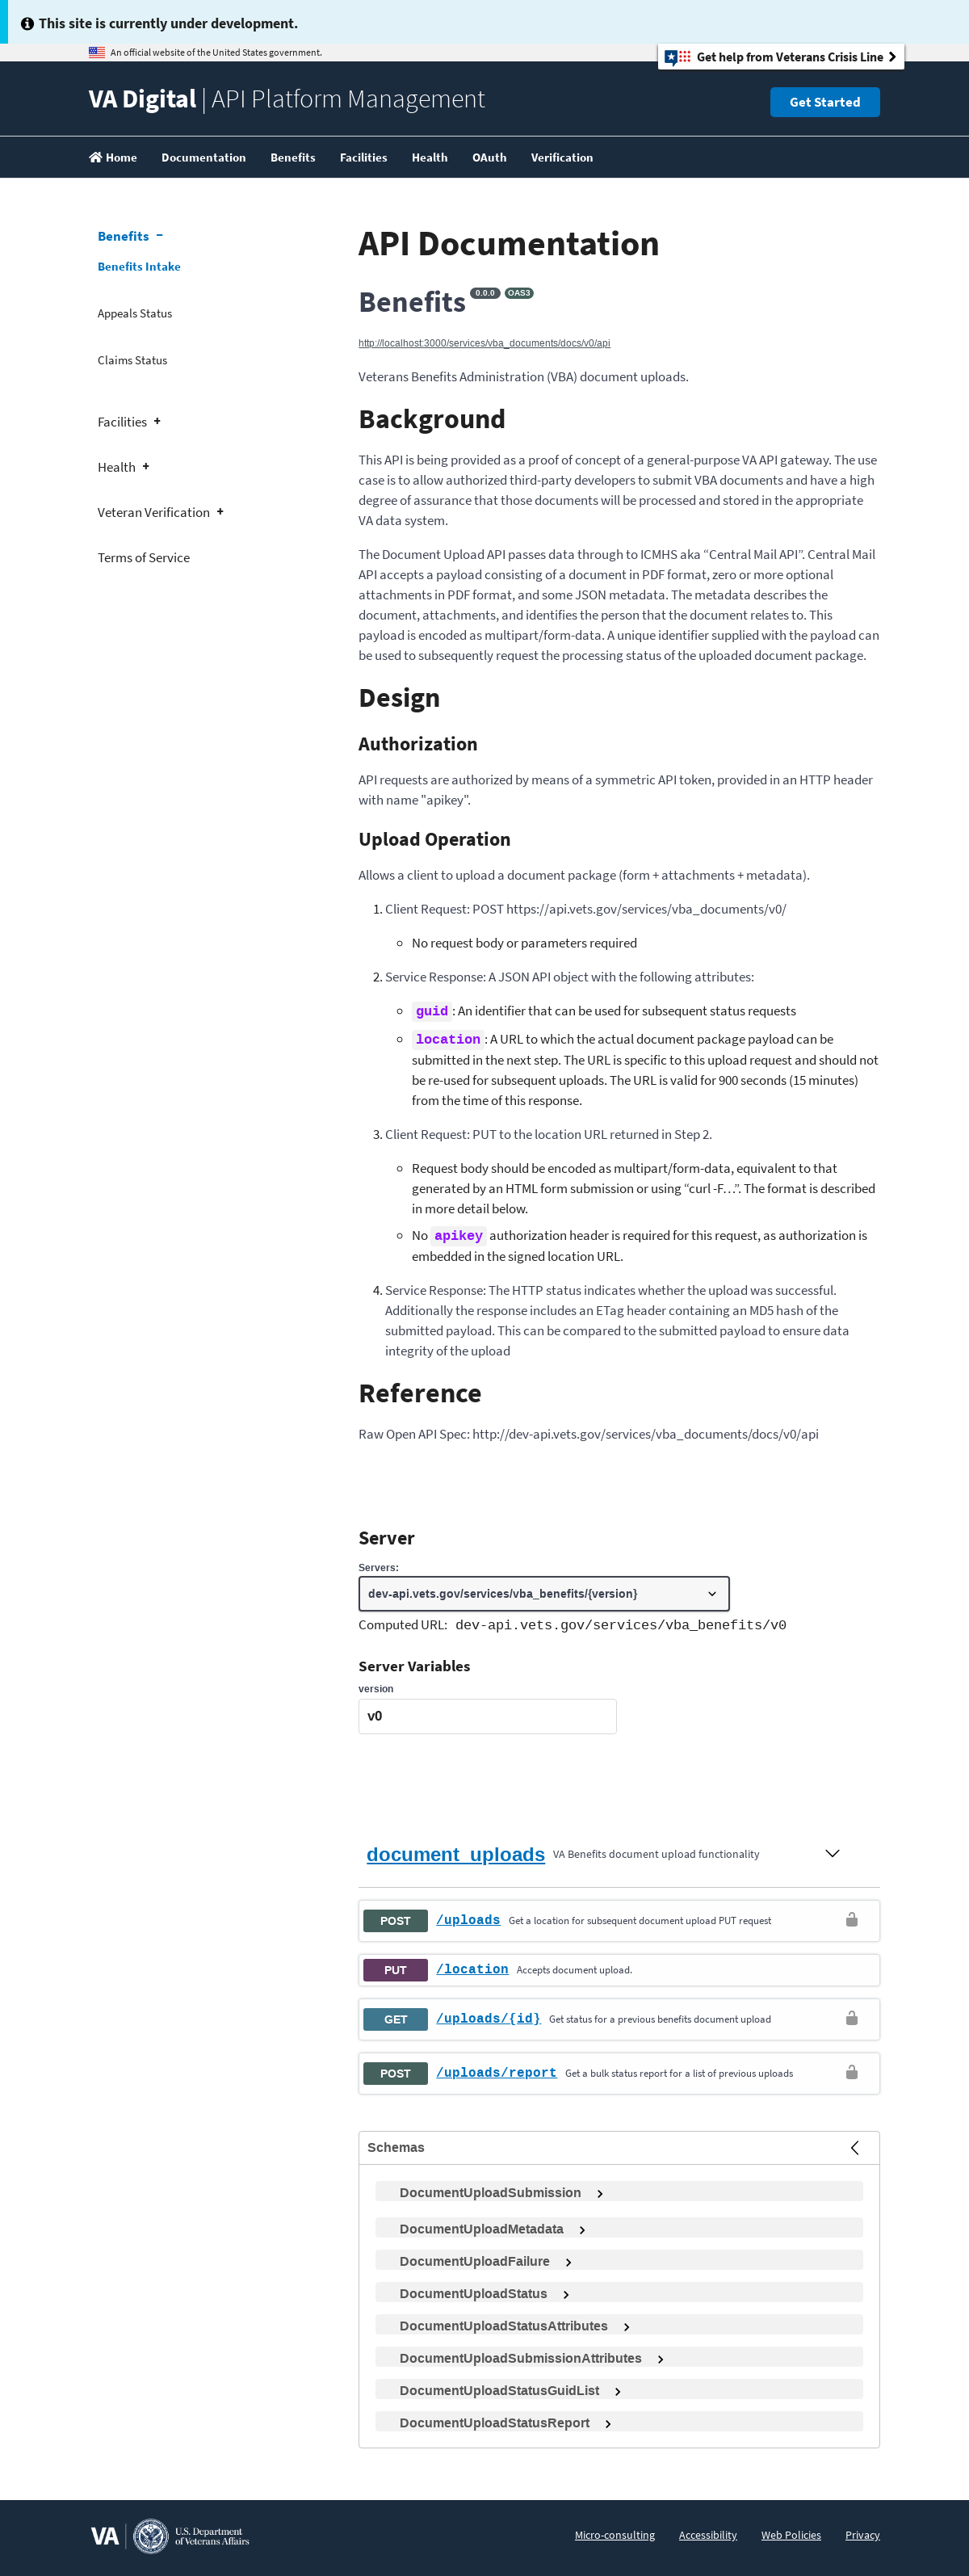 This site is currently under development.
An official website of the United States government.
Get help from Veterans Crisis Line
VA Digital | API Platform Management
Get Started
Home
Documentation
Benefits
Facilities
Health
OAuth
Verification
Benefits −
Benefits Intake
Appeals Status
Claims Status
Facilities +
Health +
Veteran Verification +
Terms of Service
API Documentation
Benefits 0.0.0 OAS3
http://localhost:3000/services/vba_documents/docs/v0/api
Veterans Benefits Administration (VBA) document uploads.
Background
This API is being provided as a proof of concept of a general-purpose VA API gateway. The use
case is to allow authorized third-party developers to submit VBA documents and have a high
degree of assurance that those documents will be processed and stored in the appropriate
VA data system.
The Document Upload API passes data through to ICMHS aka “Central Mail API”. Central Mail
API accepts a payload consisting of a document in PDF format, zero or more optional
attachments in PDF format, and some JSON metadata. The metadata describes the
document, attachments, and identifies the person that the document relates to. This
payload is encoded as multipart/form-data. A unique identifier supplied with the payload can
be used to subsequently request the processing status of the uploaded document package.
Design
Authorization
API requests are authorized by means of a symmetric API token, provided in an HTTP header
with name "apikey".
Upload Operation
Allows a client to upload a document package (form + attachments + metadata).
1. Client Request: POST https://api.vets.gov/services/vba_documents/v0/
No request body or parameters required
2. Service Response: A JSON API object with the following attributes:
guid: An identifier that can be used for subsequent status requests
location: A URL to which the actual document package payload can be
submitted in the next step. The URL is specific to this upload request and should not
be re-used for subsequent uploads. The URL is valid for 900 seconds (15 minutes)
from the time of this response.
3. Client Request: PUT to the location URL returned in Step 2.
Request body should be encoded as multipart/form-data, equivalent to that
generated by an HTML form submission or using “curl -F…”. The format is described
in more detail below.
No apikey authorization header is required for this request, as authorization is
embedded in the signed location URL.
4. Service Response: The HTTP status indicates whether the upload was successful.
Additionally the response includes an ETag header containing an MD5 hash of the
submitted payload. This can be compared to the submitted payload to ensure data
integrity of the upload
Reference
Raw Open API Spec: http://dev-api.vets.gov/services/vba_documents/docs/v0/api
Server
Servers:
dev-api.vets.gov/services/vba_benefits/{version}
Computed URL: dev-api.vets.gov/services/vba_benefits/v0
Server Variables
version
v0
document_uploads VA Benefits document upload functionality
POST /uploads Get a location for subsequent document upload PUT request
PUT /location Accepts document upload.
GET /uploads/{id} Get status for a previous benefits document upload
POST /uploads/report Get a bulk status report for a list of previous uploads
Schemas
DocumentUploadSubmission
DocumentUploadMetadata
DocumentUploadFailure
DocumentUploadStatus
DocumentUploadStatusAttributes
DocumentUploadSubmissionAttributes
DocumentUploadStatusGuidList
DocumentUploadStatusReport
VA
U.S. Department
of Veterans Affairs
Micro-consulting
Accessibility
Web Policies
Privacy